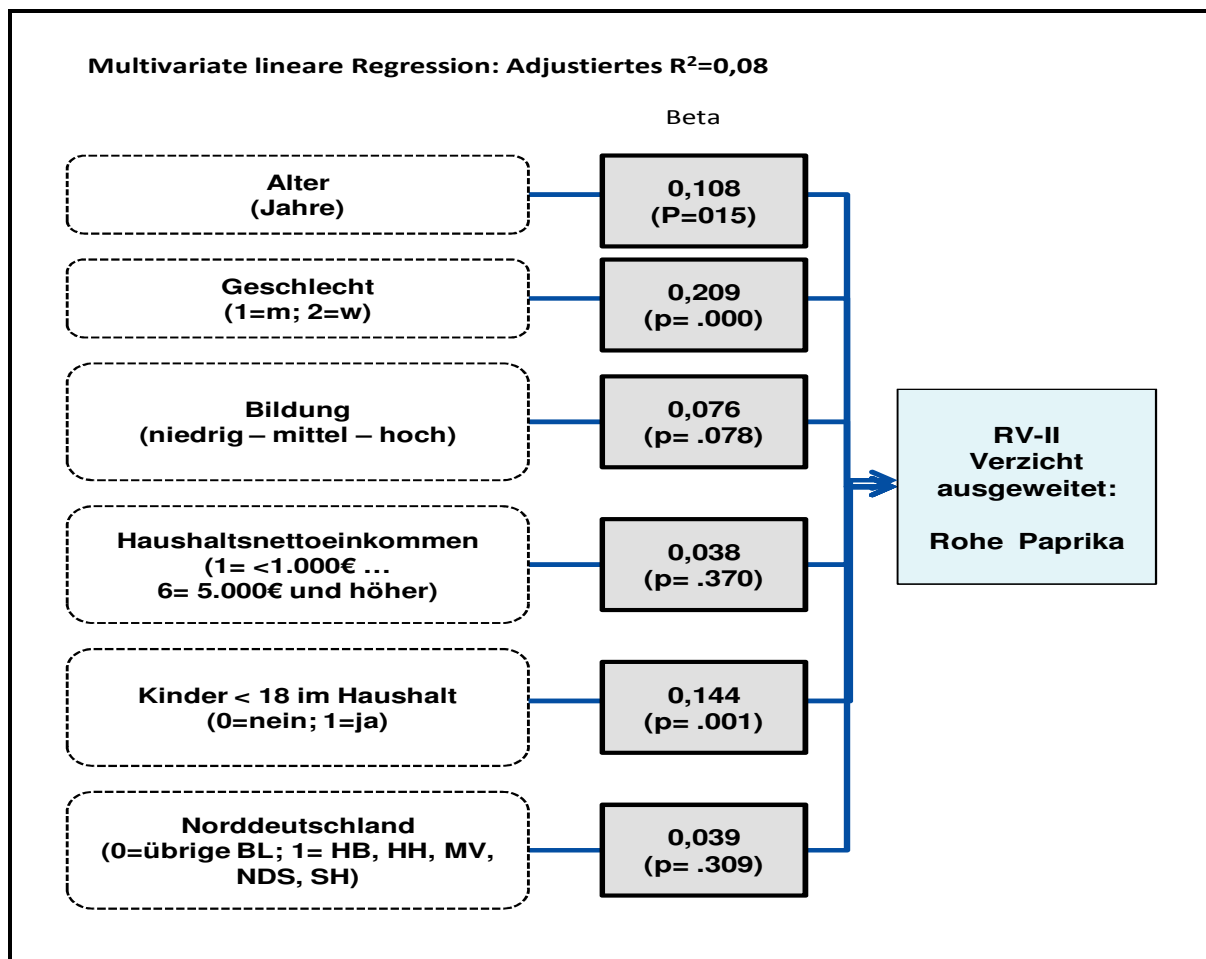 Multivariate lineare Regression: Adjustiertes R²=0,08
Beta
Alter
(Jahre)
0,108
(P=015)
Geschlecht
(1=m; 2=w)
0,209
(p= .000)
Bildung
(niedrig – mittel – hoch)
0,076
(p= .078)
Haushaltsnettoeinkommen
(1= <1.000€ ...
6= 5.000€ und höher)
0,038
(p= .370)
Kinder < 18 im Haushalt
(0=nein; 1=ja)
0,144
(p= .001)
Norddeutschland
(0=übrige BL; 1= HB, HH, MV,
NDS, SH)
0,039
(p= .309)
RV-II
Verzicht
ausgeweitet:
Rohe Paprika